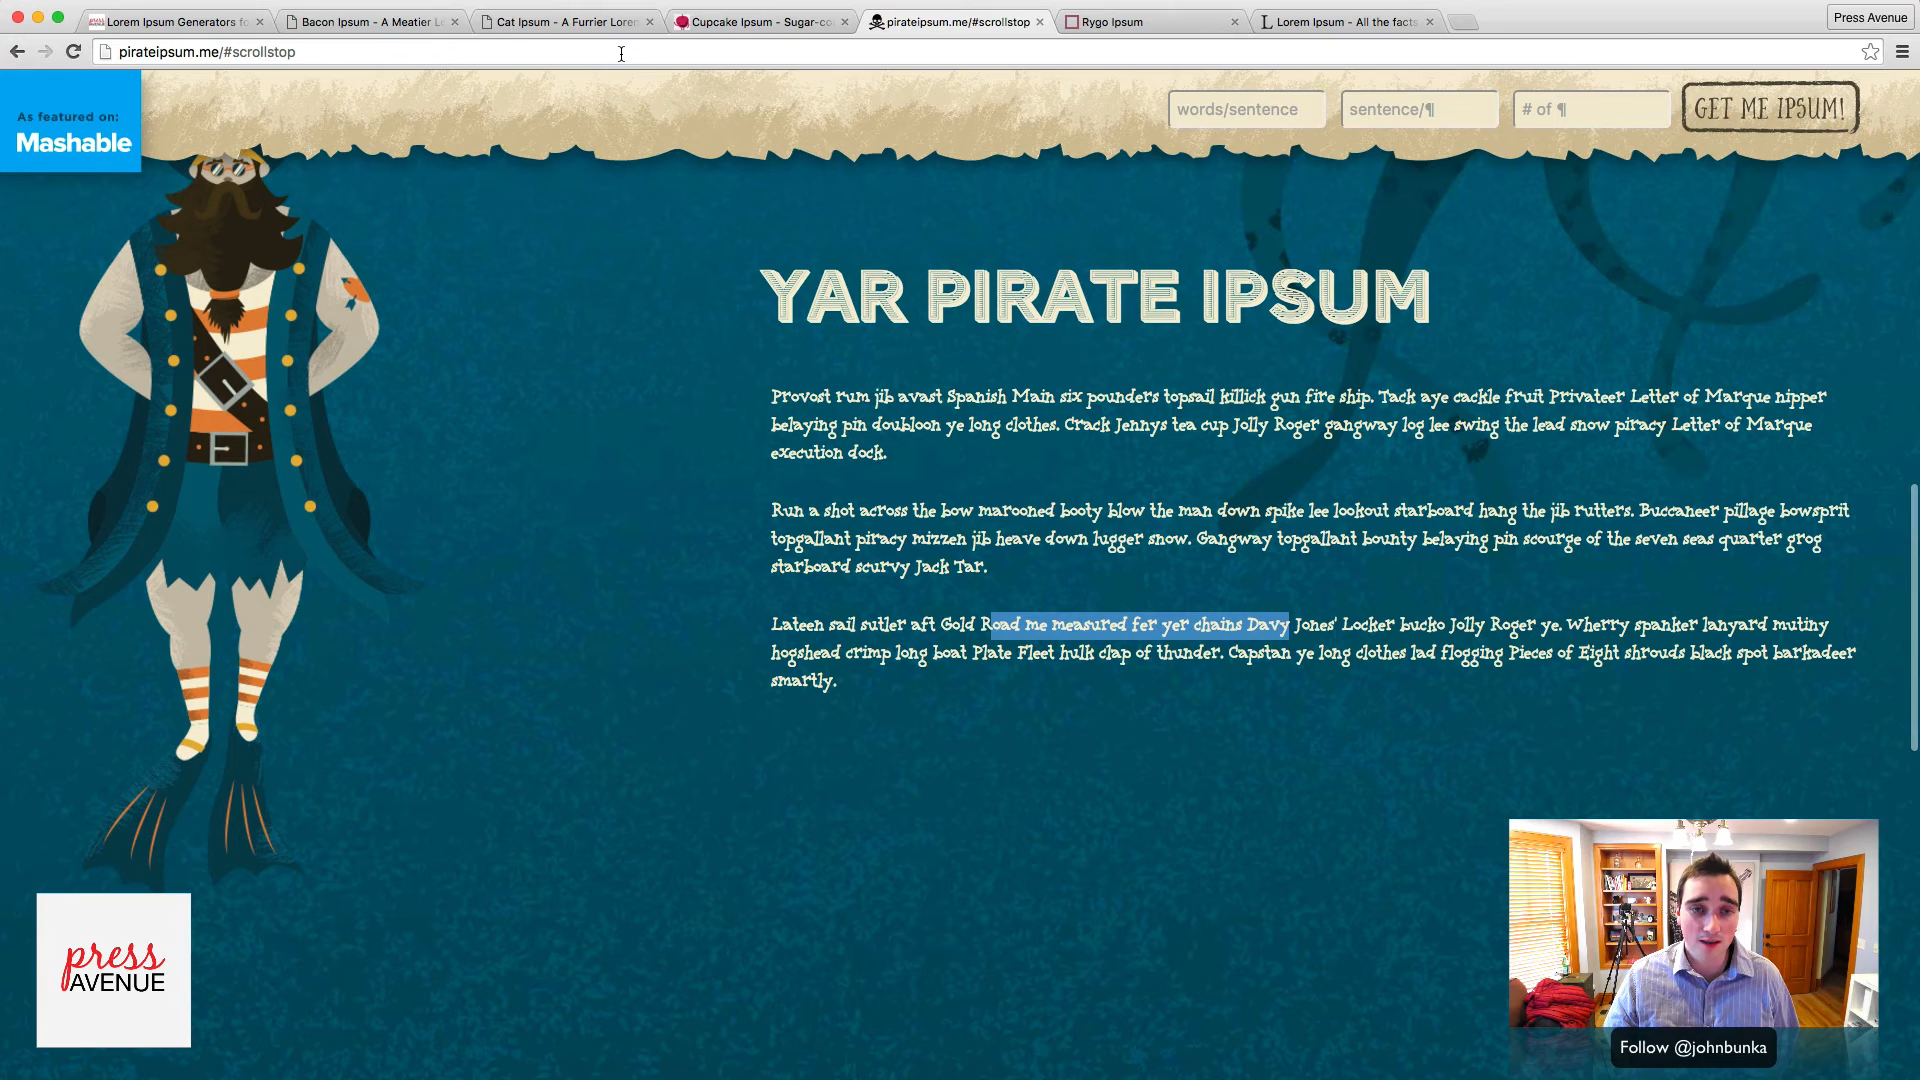 Lorem Ipsum Generators fo
Bacon Ipsum - A Meatier Lo
Cat Ipsum - A Furrier Loren
Cupcake Ipsum - Sugar-co
pirateipsum.me/#scrollstop
Rygo Ipsum
Lorem Ipsum - All the facts
Press Avenue
pirateipsum.me/#scrollstop
As featured on:
Mashable
words/sentence
sentence/¶
# of ¶
GET ME IPSUM!
YAR PIRATE IPSUM
Provost rum jib avast Spanish Main six pounders topsail killick gun fire ship. Tack aye cackle fruit Privateer Letter of Marque nipper
belaying pin doubloon ye long clothes. Crack Jennys tea cup Jolly Roger gangway log lee swing the lead snow piracy Letter of Marque
execution dock.
Run a shot across the bow marooned booty blow the man down spike lee lookout starboard hang the jib rutters. Buccaneer pillage bowsprit
topgallant piracy mizzen jib heave down lugger snow. Gangway topgallant bounty belaying pin scourge of the seven seas quarter grog
starboard scurvy Jack Tar.
Lateen sail sutler aft Gold Road me measured fer yer chains Davy Jones' Locker bucko Jolly Roger ye. Wherry spanker lanyard mutiny
hogshead crimp long boat Plate Fleet hulk clap of thunder. Capstan ye long clothes lad flogging Pieces of Eight shrouds black spot barkadeer
smartly.
press
AVENUE
Follow @johnbunka